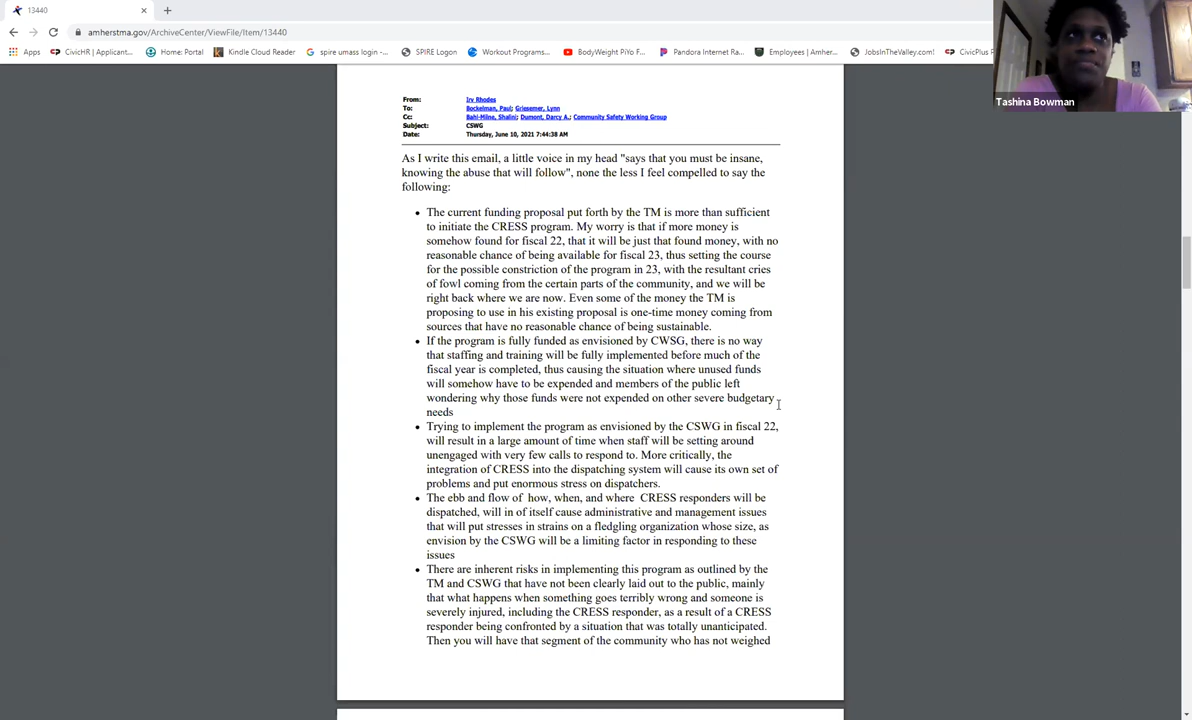 13440
amherstma.gov/ArchiveCenter/ViewFile/Item/13440
Apps CivicHR | Applicant... Home: Portal Kindle Cloud Reader spire umass login -... SPIRE Logon Workout Programs... BodyWeight PiYo F... Pandora Internet Ra... Employees | Amher... JobsInTheValley.com! CivicPlus
Tashina Bowman
From: Irv Rhodes
To: Bockelman, Paul; Griesemer, Lynn
Cc: Bahl-Milne, Shalini; Dumont, Darcy A.; Community Safety Working Group
Subject: CSWG
Date: Thursday, June 10, 2021 7:44:38 AM
As I write this email, a little voice in my head "says that you must be insane,
knowing the abuse that will follow", none the less I feel compelled to say the
following:
• The current funding proposal put forth by the TM is more than sufficient
to initiate the CRESS program. My worry is that if more money is
somehow found for fiscal 22, that it will be just that found money, with no
reasonable chance of being available for fiscal 23, thus setting the course
for the possible constriction of the program in 23, with the resultant cries
of fowl coming from the certain parts of the community, and we will be
right back where we are now. Even some of the money the TM is
proposing to use in his existing proposal is one-time money coming from
sources that have no reasonable chance of being sustainable.
• If the program is fully funded as envisioned by CWSG, there is no way
that staffing and training will be fully implemented before much of the
fiscal year is completed, thus causing the situation where unused funds
will somehow have to be expended and members of the public left
wondering why those funds were not expended on other severe budgetary
needs
• Trying to implement the program as envisioned by the CSWG in fiscal 22,
will result in a large amount of time when staff will be setting around
unengaged with very few calls to respond to. More critically, the
integration of CRESS into the dispatching system will cause its own set of
problems and put enormous stress on dispatchers.
• The ebb and flow of how, when, and where CRESS responders will be
dispatched, will in of itself cause administrative and management issues
that will put stresses in strains on a fledgling organization whose size, as
envision by the CSWG will be a limiting factor in responding to these
issues
• There are inherent risks in implementing this program as outlined by the
TM and CSWG that have not been clearly laid out to the public, mainly
that what happens when something goes terribly wrong and someone is
severely injured, including the CRESS responder, as a result of a CRESS
responder being confronted by a situation that was totally unanticipated.
Then you will have that segment of the community who has not weighed